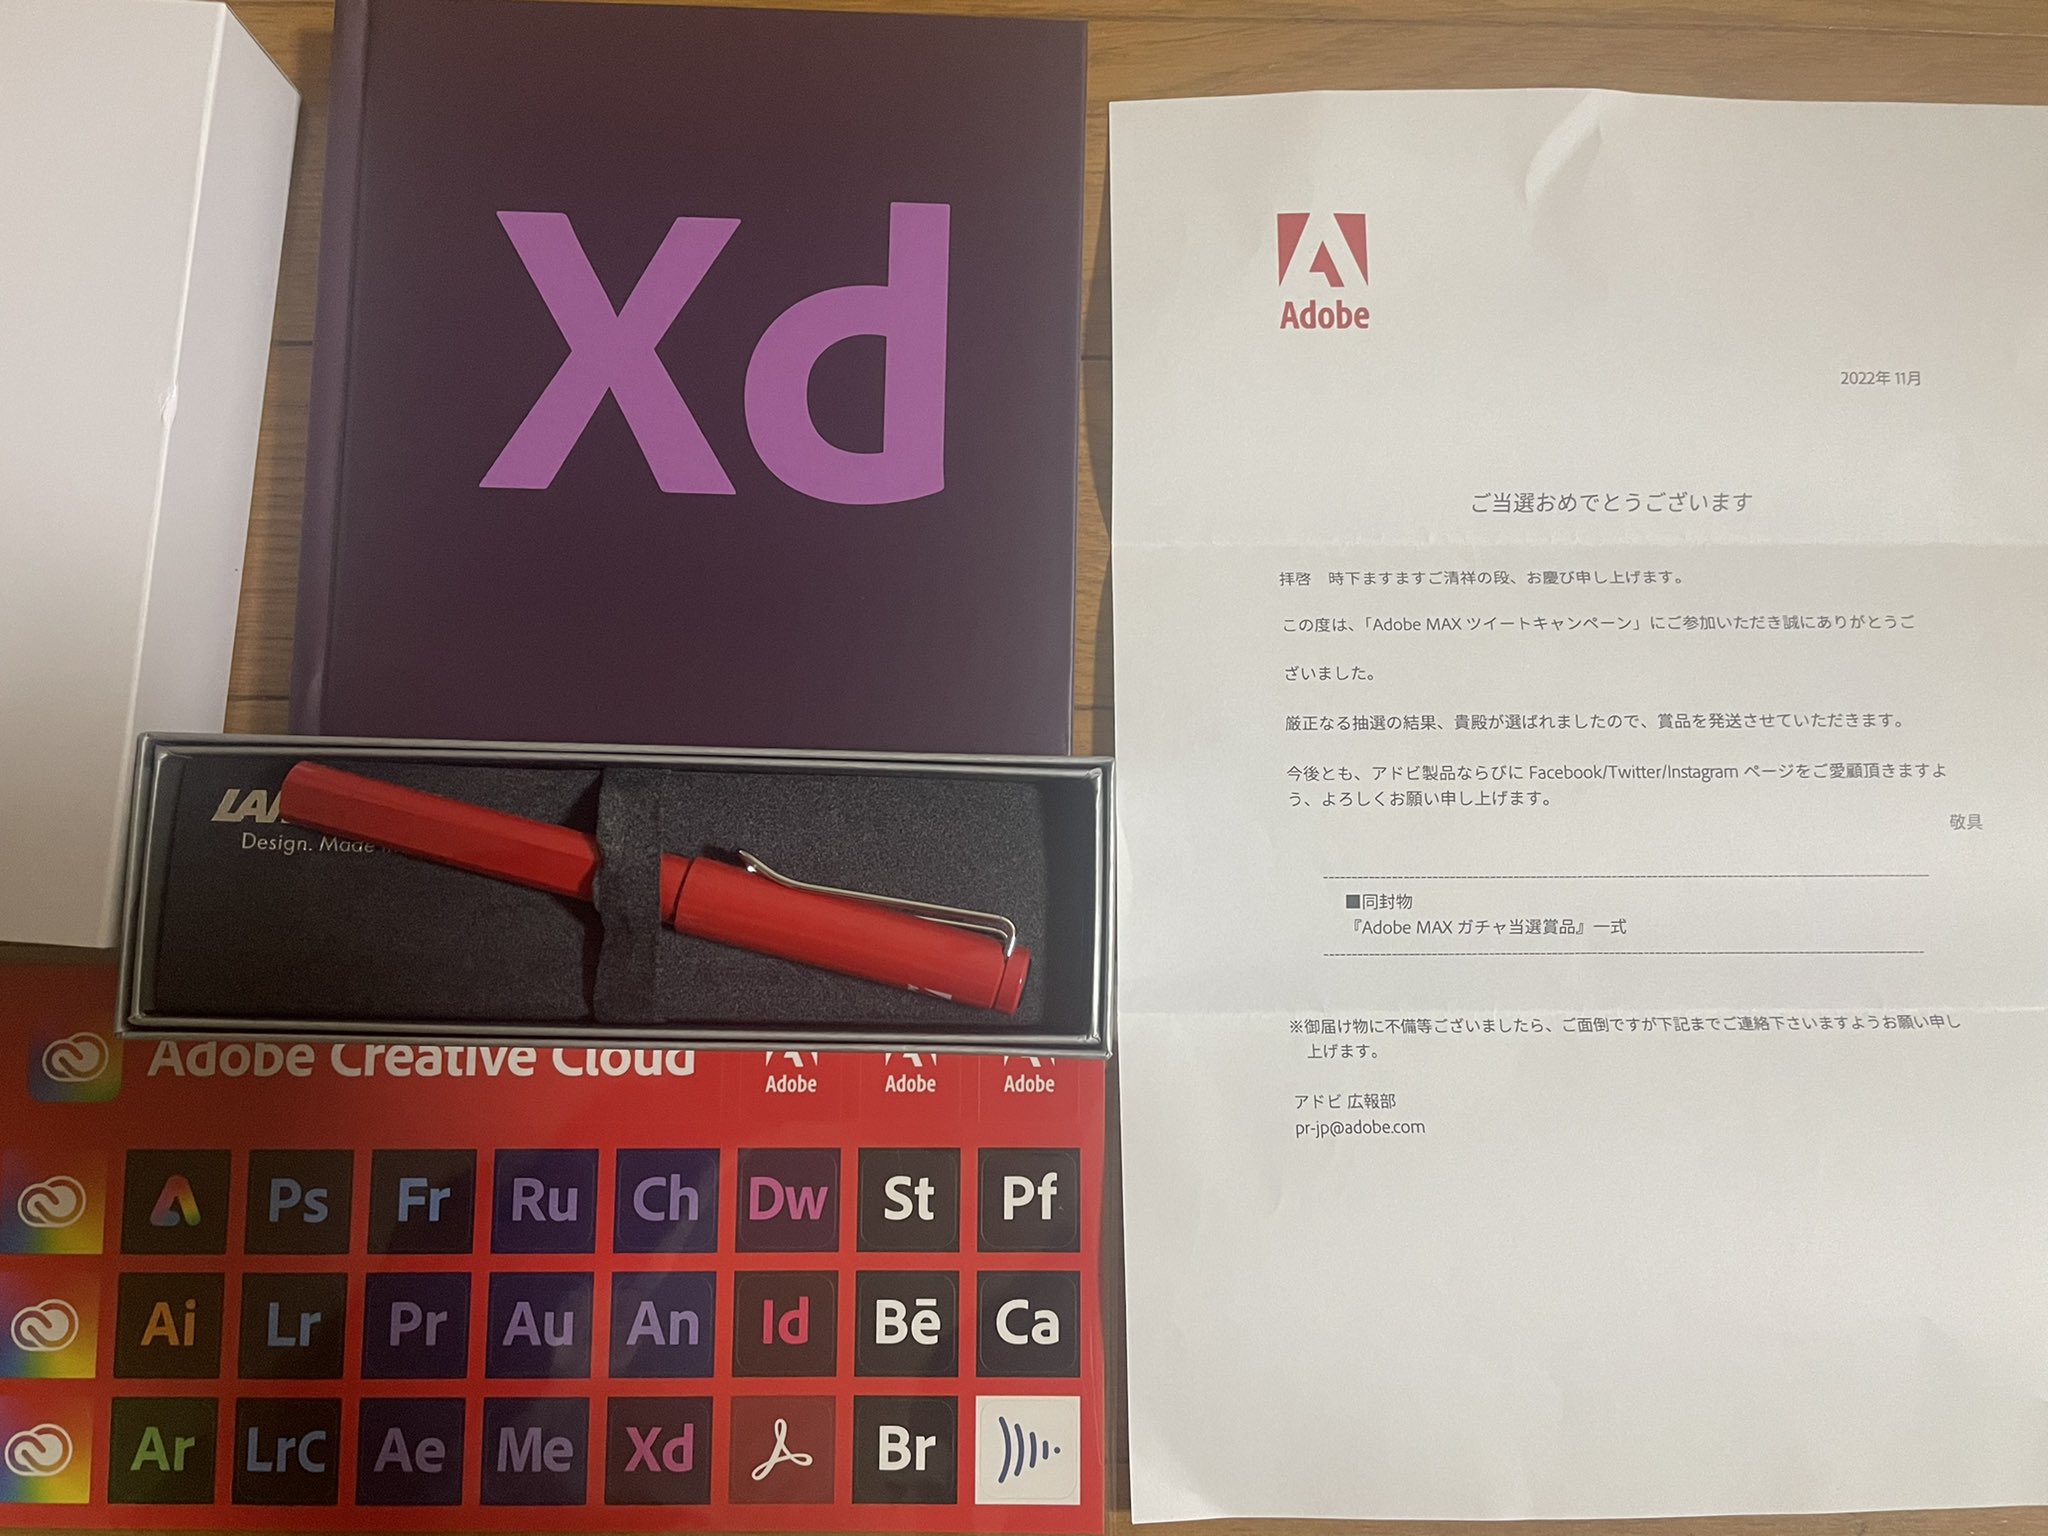 Xd
LAM
Design. Made
Adobe Creative Cloud
Adobe
Adobe
Adobe
Ps
Fr
Ru
Ch
Dw
St
Pf
Ai
Lr
Pr
Au
An
Id
Bē
Ca
Ar
LrC
Ae
Me
Xd
Br
Adobe
2022年 11月
ご当選おめでとうございます
拝啓　時下ますますご清祥の段、お慶び申し上げます。
この度は、「Adobe MAX ツイートキャンペーン」にご参加いただき誠にありがとうご
ざいました。
厳正なる抽選の結果、貴殿が選ばれましたので、賞品を発送させていただきます。
今後とも、アドビ製品ならびに Facebook/Twitter/Instagram ページをご愛顧頂きますよ
う、よろしくお願い申し上げます。
敬具
■同封物
『Adobe MAX ガチャ当選賞品』一式
※御届け物に不備等ございましたら、ご面倒ですが下記までご連絡下さいますようお願い申し
上げます。
アドビ 広報部
pr-jp@adobe.com